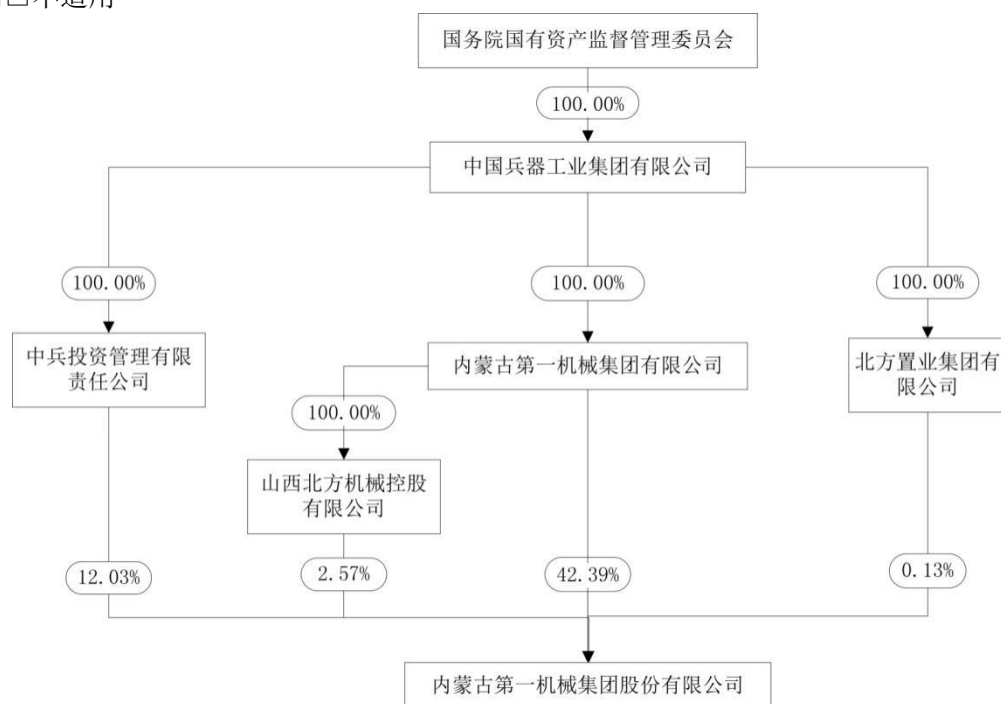 □不适用
国务院国有资产监督管理委员会
100.00%
中国兵器工业集团有限公司
100.00%
100.00%
100.00%
中兵投资管理有限
责任公司
内蒙古第一机械集团有限公司
北方置业集团有
限公司
100.00%
山西北方机械控股
有限公司
12.03%
2.57%
42.39%
0.13%
内蒙古第一机械集团股份有限公司